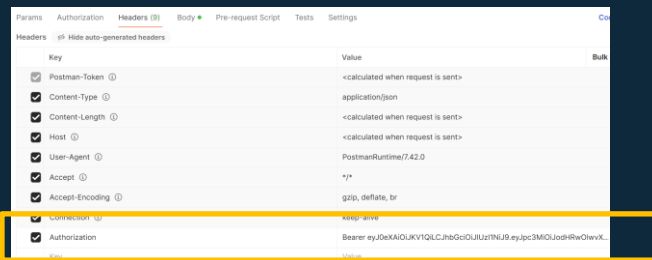 Params Authorization Headers (9) Body Pre-request Script Tests Settings
Headers Hide auto-generated headers
Key Value Bulk
Postman-Token <calculated when request is sent>
Content-Type application/json
Content-Length <calculated when request is sent>
Host <calculated when request is sent>
User-Agent PostmanRuntime/7.42.0
Accept */*
Accept-Encoding gzip, deflate, br
Connection keep-alive
Authorization Bearer
Key Value